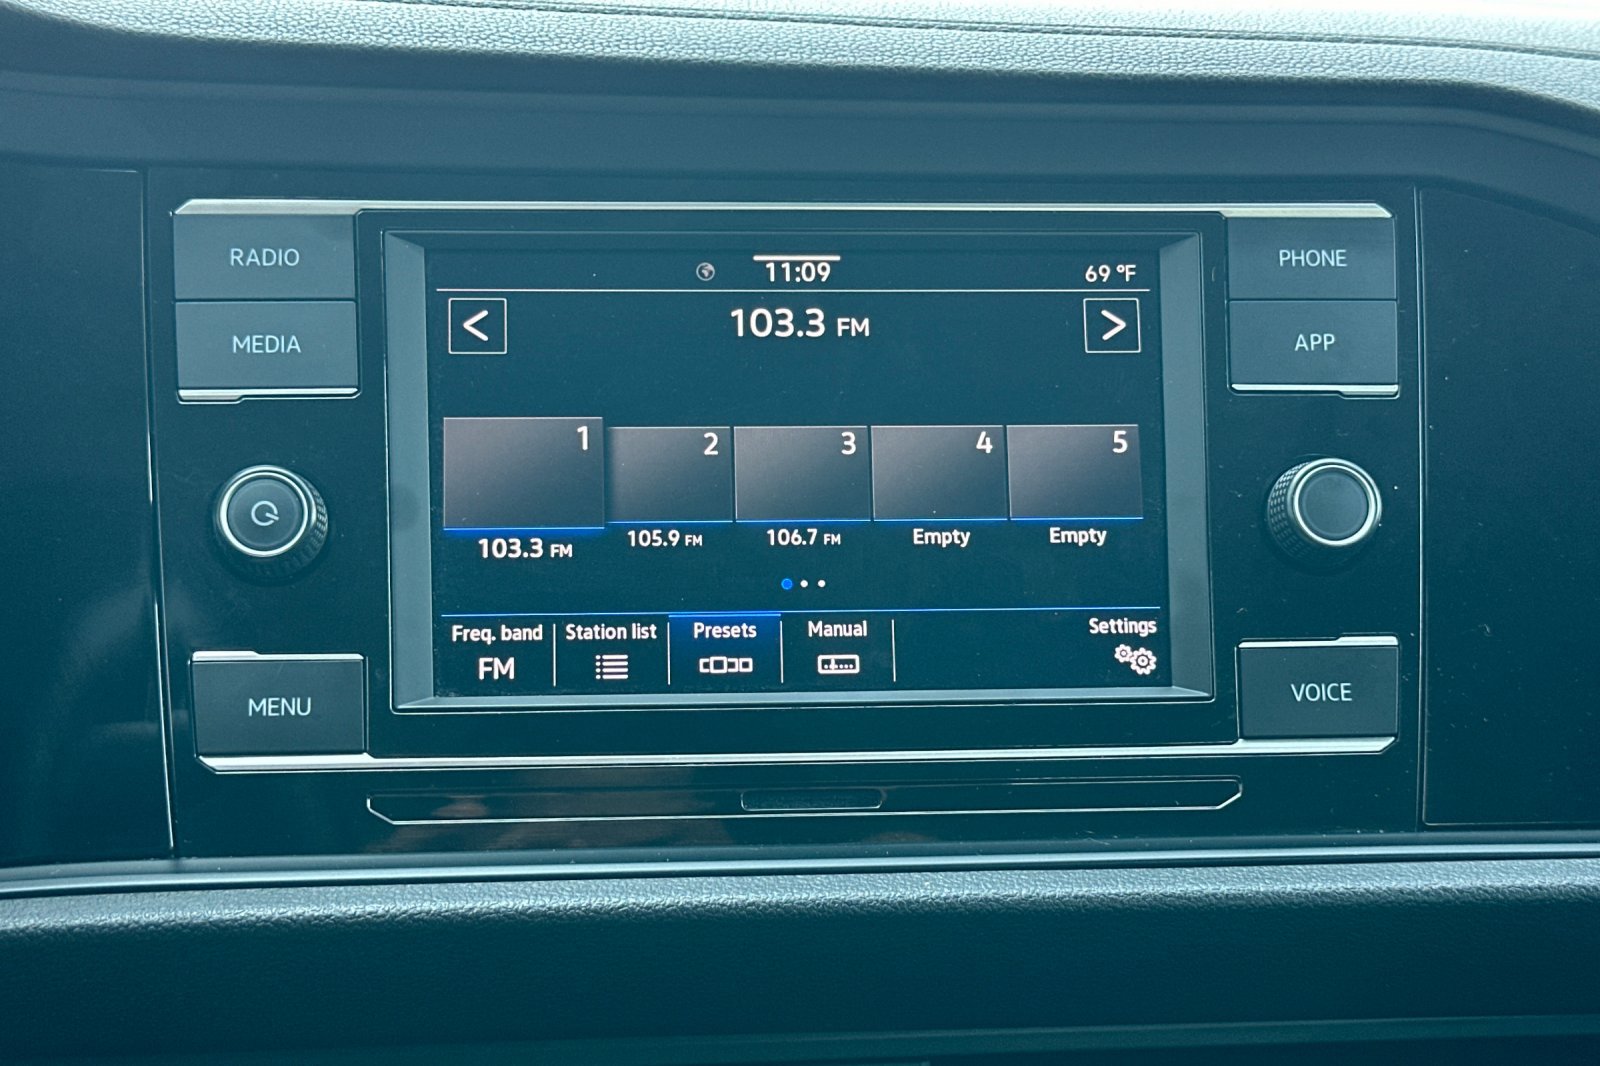 RADIO
MEDIA
MENU
PHONE
APP
VOICE
11:09
69 °F
<
103.3 FM
>
1
2
3
4
5
103.3 FM
105.9 FM
106.7 FM
Empty
Empty
Freq. band
FM
Station list
Presets
Manual
Settings